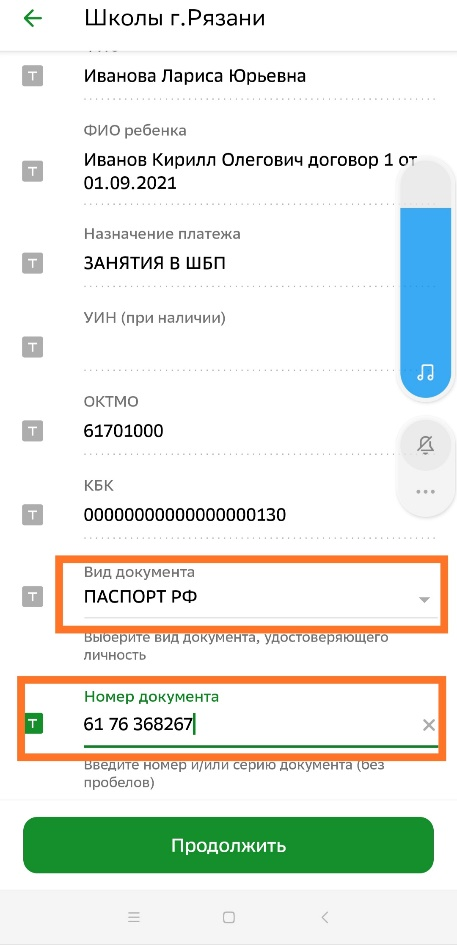 Школы г.Рязани
Иванова Лариса Юрьевна
ФИО ребенка
Иванов Кирилл Олегович договор 1 от
01.09.2021
Назначение платежа
ЗАНЯТИЯ В ШБП
УИН (при наличии)
ОКТМО
61701000
КБК
00000000000000000130
Вид документа
ПАСПОРТ РФ
Выберите вид документа, удостоверяющего
личность
Номер документа
61 76 368267
Введите номер и/или серию документа (без
пробелов)
Продолжить